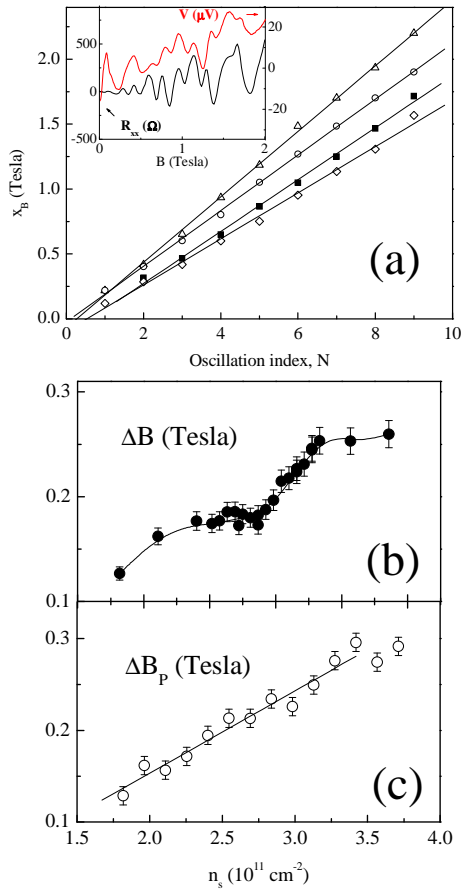 V (μV)
500
0
-500
20
0
-20
R_xx (Ω)
0
1
2
B (Tesla)
2.0
1.5
1.0
0.5
0.0
x_B (Tesla)
(a)
0 2 4 6 8 10
Oscillation index, N
0.3
ΔB (Tesla)
(b)
0.1
0.3
ΔB_P (Tesla)
0.2
(c)
0.1
1.5 2.0 2.5 3.0 3.5 4.0
n_s (10^11 cm^-2)